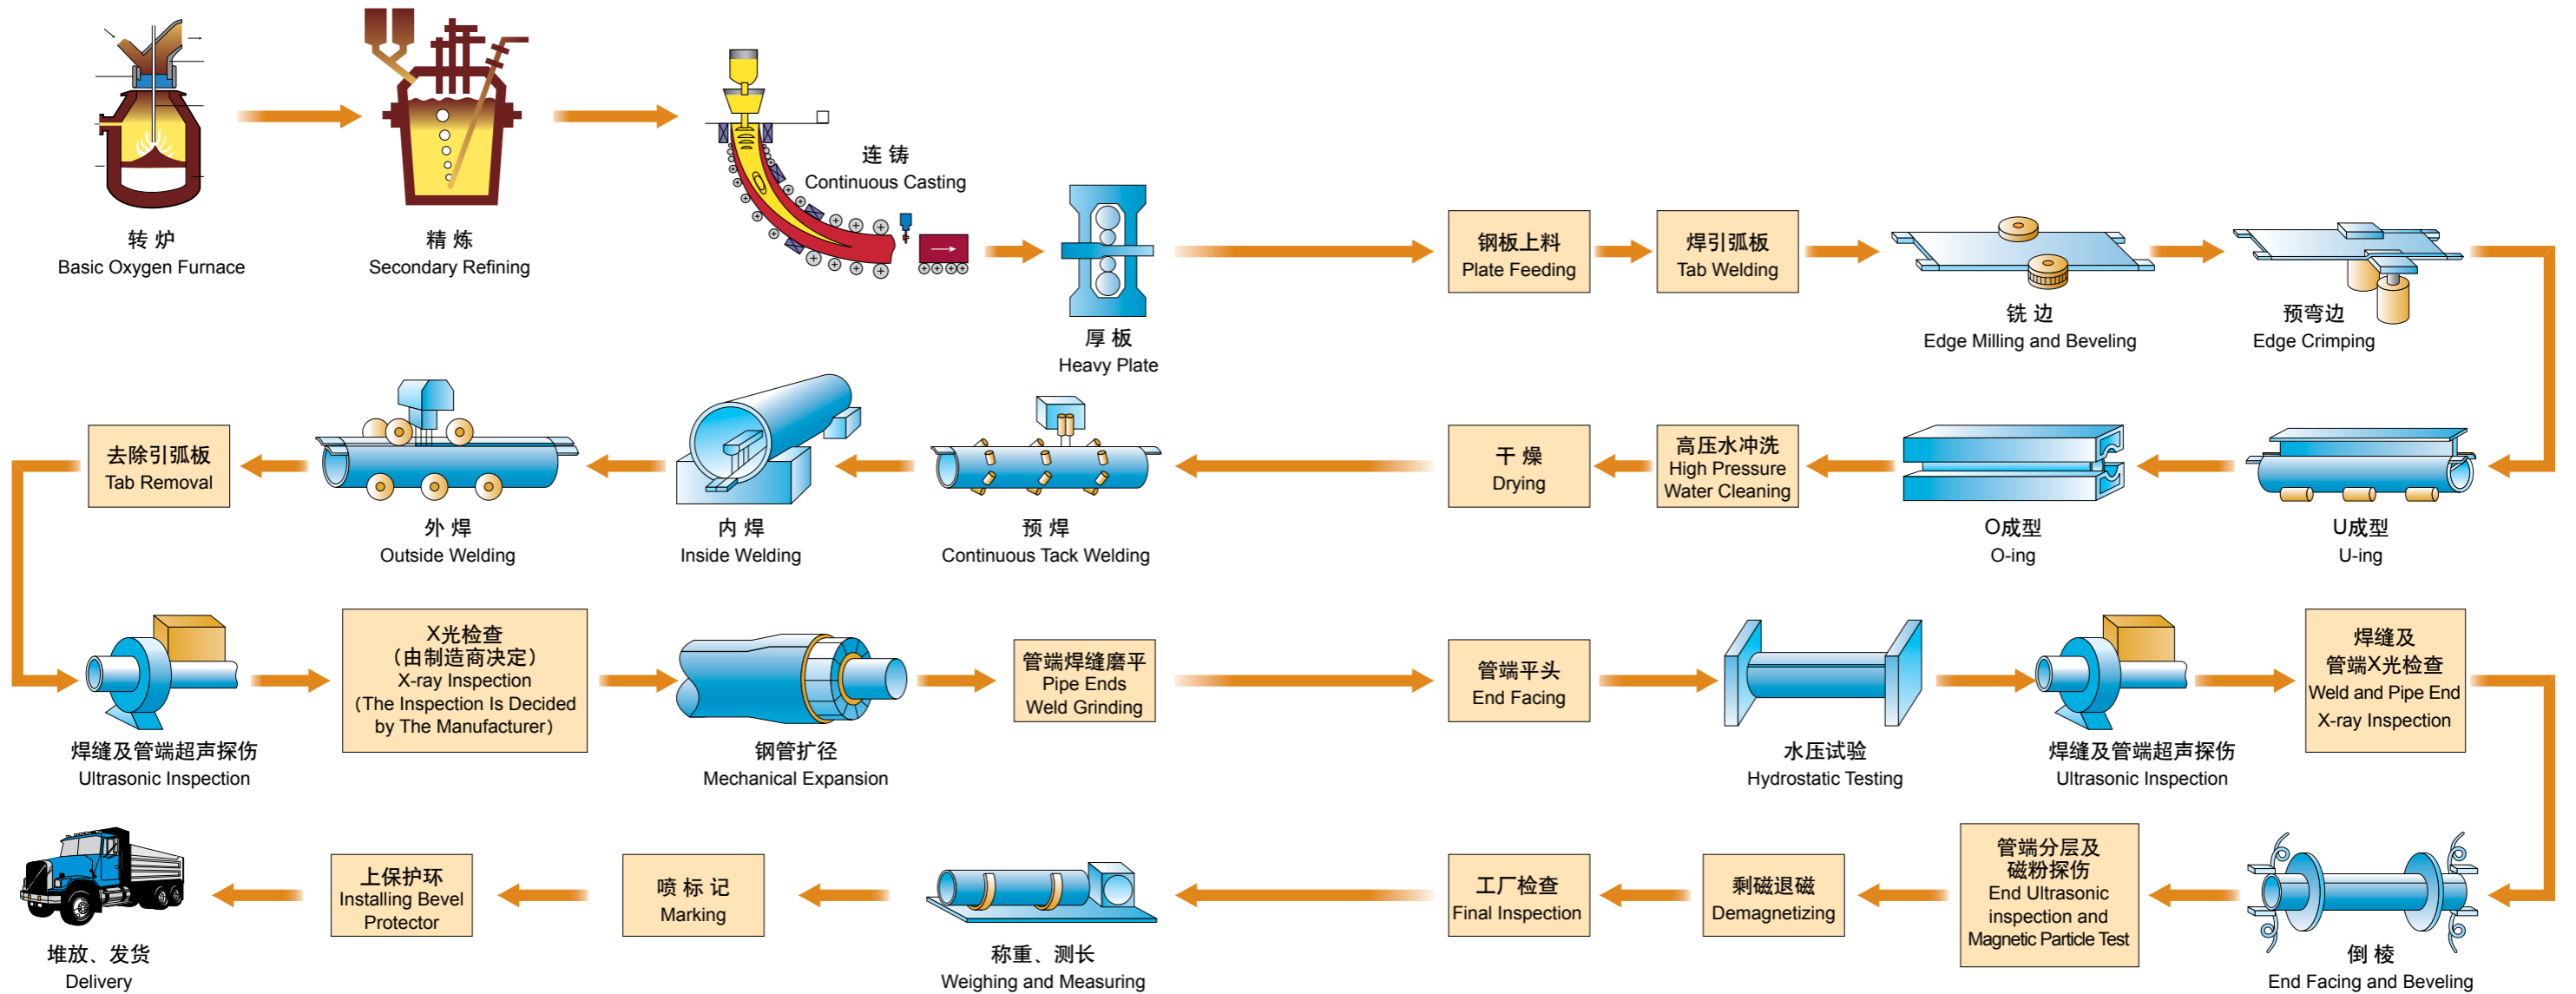 转 炉
Basic Oxygen Furnace
精 炼
Secondary Refining
连 铸
Continuous Casting
厚 板
Heavy Plate
钢板上料
Plate Feeding
焊引弧板
Tab Welding
铣 边
Edge Milling and Beveling
预弯边
Edge Crimping
U成型
U-ing
O成型
O-ing
高压水冲洗
High Pressure
Water Cleaning
干 燥
Drying
预 焊
Continuous Tack Welding
内 焊
Inside Welding
外 焊
Outside Welding
去除引弧板
Tab Removal
焊缝及管端超声探伤
Ultrasonic Inspection
X光检查
（由制造商决定）
X-ray Inspection
（The Inspection Is Decided
by The Manufacturer）
钢管扩径
Mechanical Expansion
管端焊缝磨平
Pipe Ends
Weld Grinding
管端平头
End Facing
水压试验
Hydrostatic Testing
焊缝及管端超声探伤
Ultrasonic Inspection
焊缝及
管端X光检查
Weld and Pipe End
X-ray Inspection
倒 棱
End Facing and Beveling
管端分层及
磁粉探伤
End Ultrasonic
inspection and
Magnetic Particle Test
剩磁退磁
Demagnetizing
工厂检查
Final Inspection
称重、测长
Weighing and Measuring
喷 标 记
Marking
上保护环
Installing Bevel
Protector
堆放、发货
Delivery